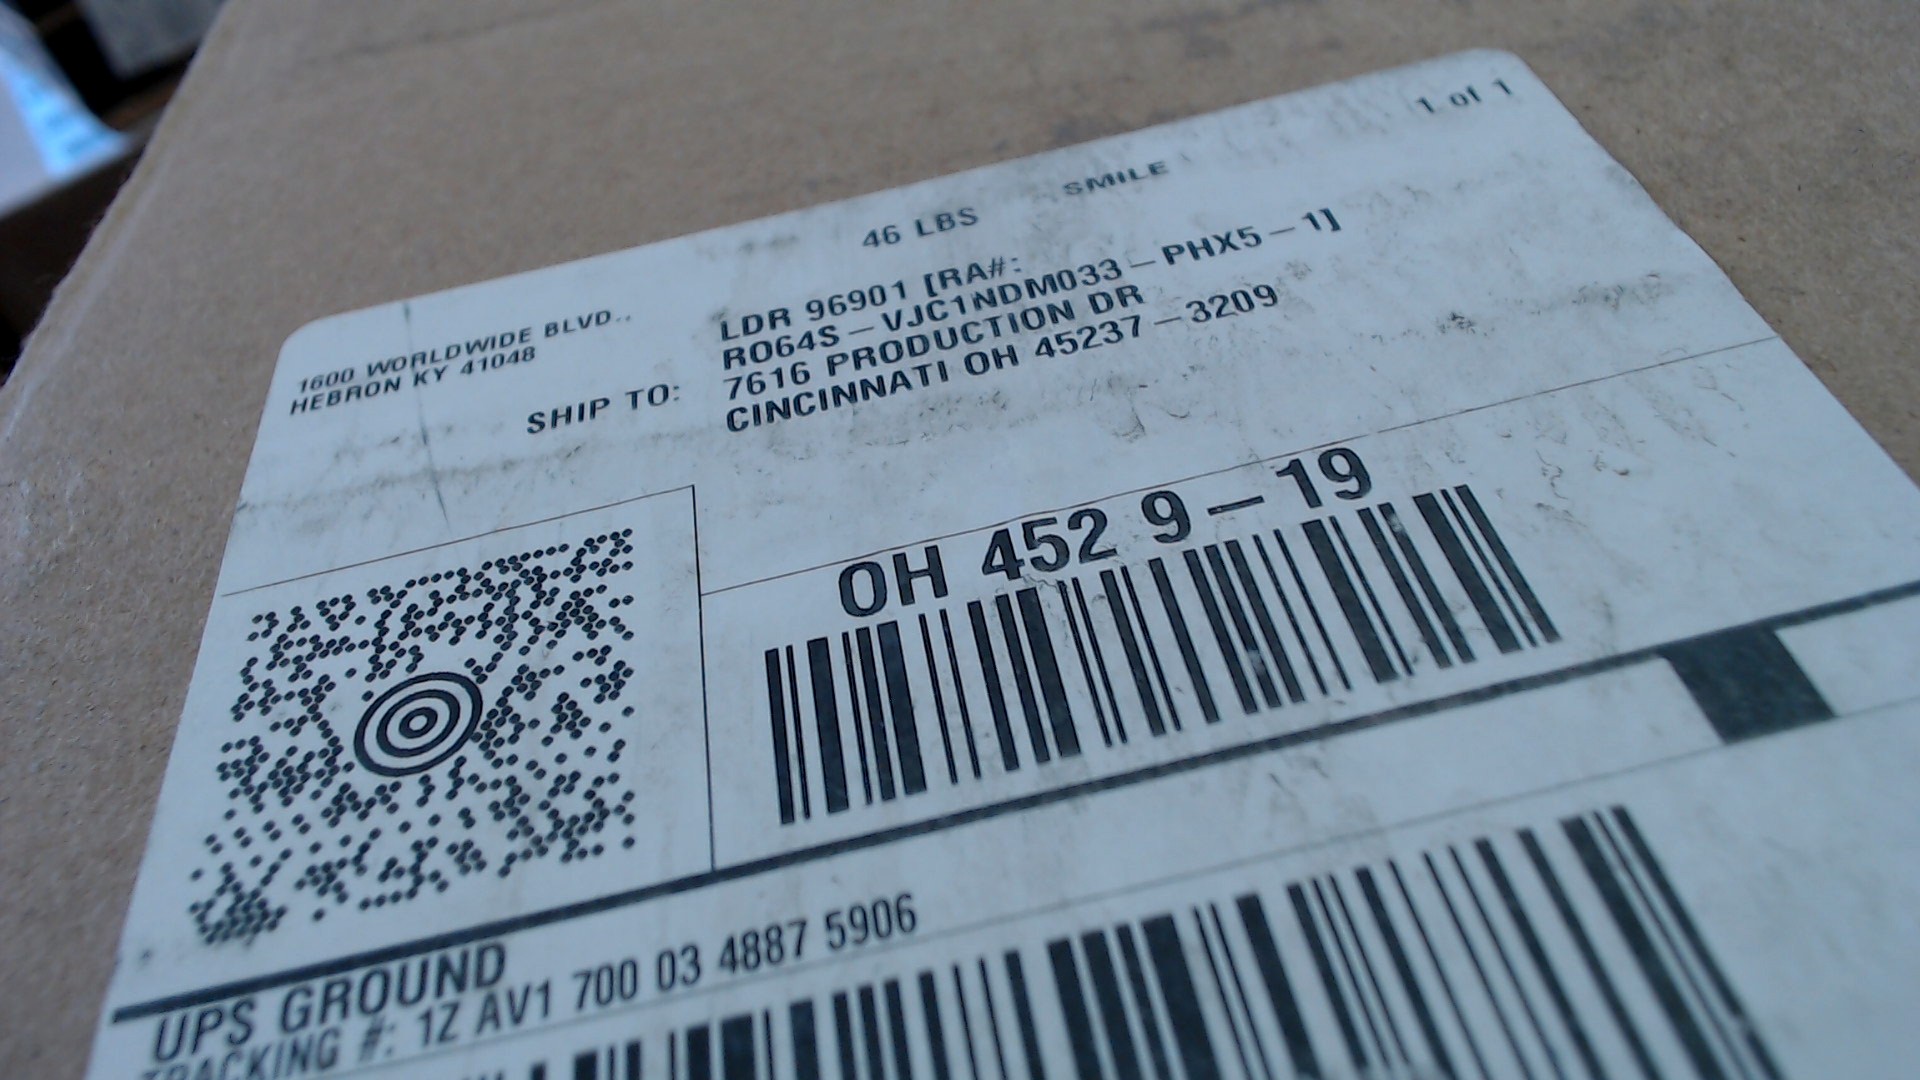 1 of 1
46 LBS SMILE
1600 WORLDWIDE BLVD.,
HEBRON KY 41048
SHIP TO:
LDR 96901 [RA#:
RO64S-VJC1NDM033-PHX5-1]
7616 PRODUCTION DR
CINCINNATI OH 45237-3209
OH 452 9-19
UPS GROUND
TRACKING #: 1Z AV1 700 03 4887 5906